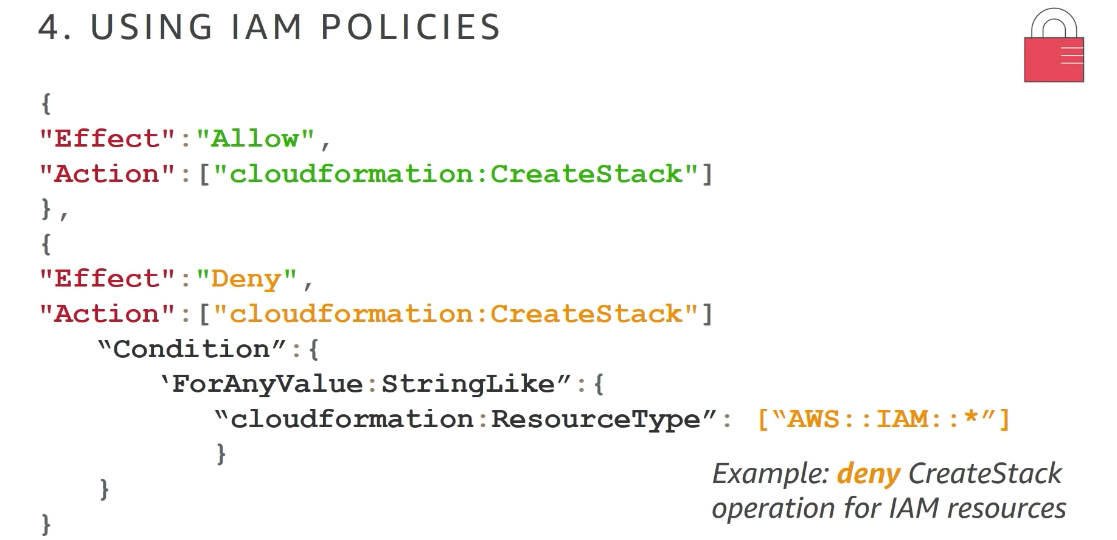 4. USING IAM POLICIES
{
"Effect":"Allow",
"Action":["cloudformation:CreateStack"]
},
{
"Effect":"Deny",
"Action":["cloudformation:CreateStack"]
“Condition”:{
‘ForAnyValue:StringLike”:{
“cloudformation:ResourceType”: [“AWS::IAM::*”]
}
}
}
Example: deny CreateStack
operation for IAM resources